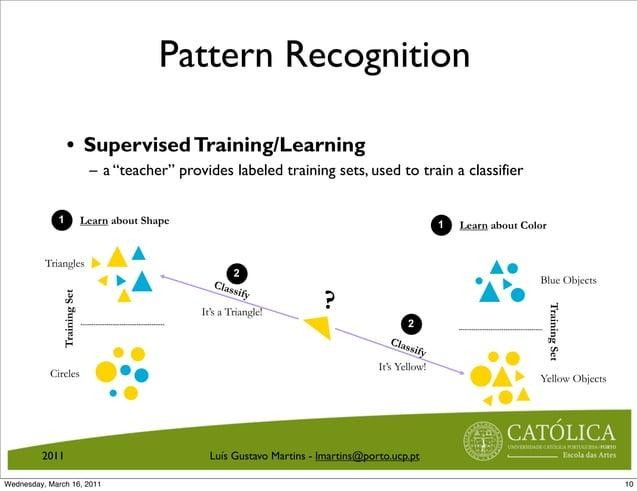 Pattern Recognition
• Supervised Training/Learning
– a “teacher” provides labeled training sets, used to train a classifier
1 Learn about Shape
1 Learn about Color
Triangles
2
Classify
It's a Triangle!
?
Training Set
Circles
Blue Objects
2
Classify
It's Yellow!
Training Set
Yellow Objects
CATÓLICA
UNIVERSIDADE CATÓLICA PORTUGUESA | PORTO
Escola das Artes
2011
Luís Gustavo Martins - lmartins@porto.ucp.pt
Wednesday, March 16, 2011
10